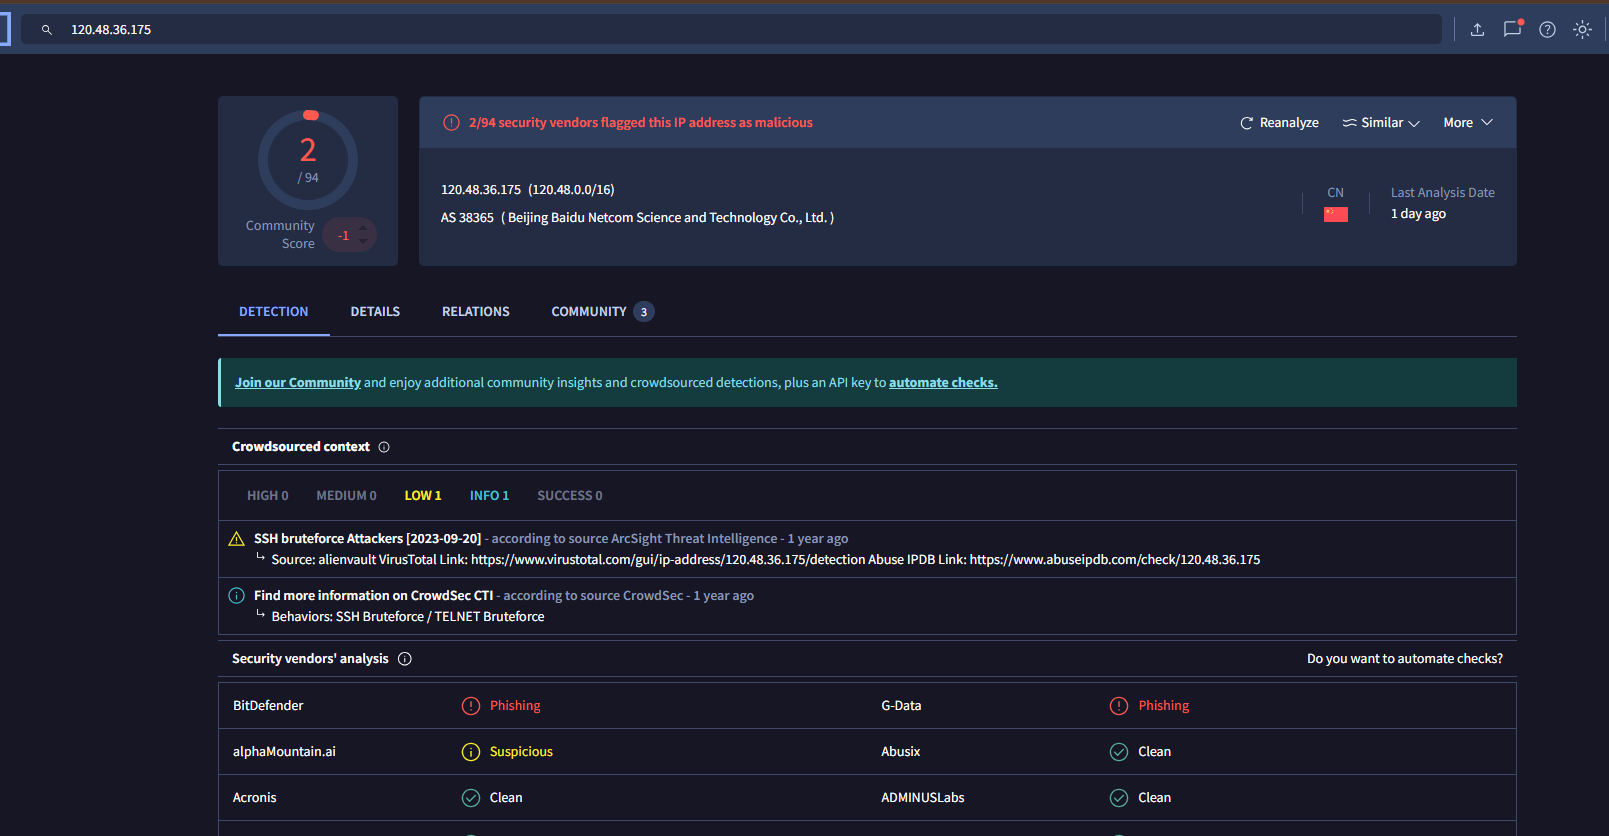 120.48.36.175
2
/ 94
Community
Score
-1
2/94 security vendors flagged this IP address as malicious
Reanalyze
Similar
More
120.48.36.175 (120.48.0.0/16)
AS 38365 ( Beijing Baidu Netcom Science and Technology Co., Ltd. )
CN
Last Analysis Date
1 day ago
DETECTION
DETAILS
RELATIONS
COMMUNITY 3
Join our Community and enjoy additional community insights and crowdsourced detections, plus an API key to automate checks.
Crowdsourced context
HIGH 0
MEDIUM 0
LOW 1
INFO 1
SUCCESS 0
SSH bruteforce Attackers [2023-09-20] - according to source ArcSight Threat Intelligence - 1 year ago
Source: alienvault VirusTotal Link: https://www.virustotal.com/gui/ip-address/120.48.36.175/detection Abuse IPDB Link: https://www.abuseipdb.com/check/120.48.36.175
Find more information on CrowdSec CTI - according to source CrowdSec - 1 year ago
Behaviors: SSH Bruteforce / TELNET Bruteforce
Security vendors' analysis
Do you want to automate checks?
BitDefender
Phishing
G-Data
Phishing
alphaMountain.ai
Suspicious
Abusix
Clean
Acronis
Clean
ADMINUSLabs
Clean